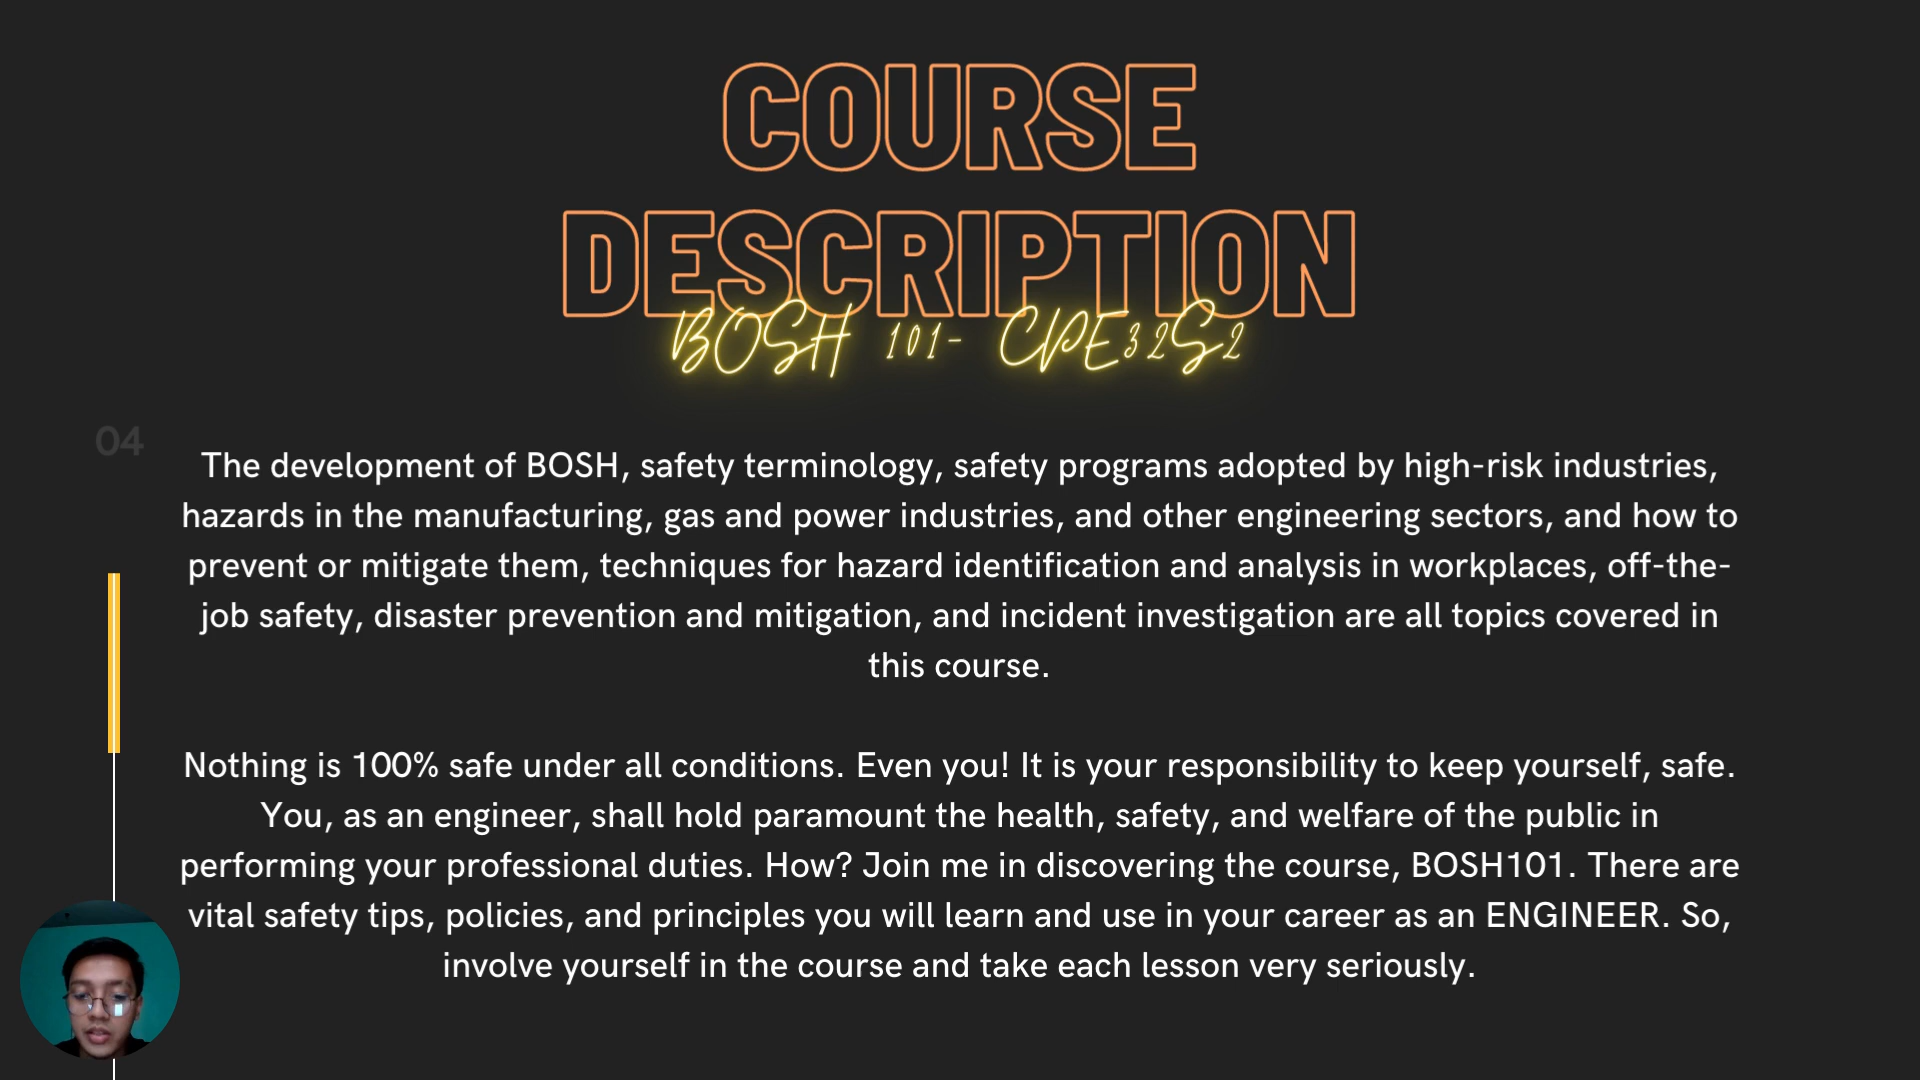 COURSE
DESCRIPTION
BOSH 101- CPE32S2
04
The development of BOSH, safety terminology, safety programs adopted by high-risk industries,
hazards in the manufacturing, gas and power industries, and other engineering sectors, and how to
prevent or mitigate them, techniques for hazard identification and analysis in workplaces, off-the-
job safety, disaster prevention and mitigation, and incident investigation are all topics covered in
this course.
Nothing is 100% safe under all conditions. Even you! It is your responsibility to keep yourself, safe.
You, as an engineer, shall hold paramount the health, safety, and welfare of the public in
performing your professional duties. How? Join me in discovering the course, BOSH101. There are
vital safety tips, policies, and principles you will learn and use in your career as an ENGINEER. So,
involve yourself in the course and take each lesson very seriously.